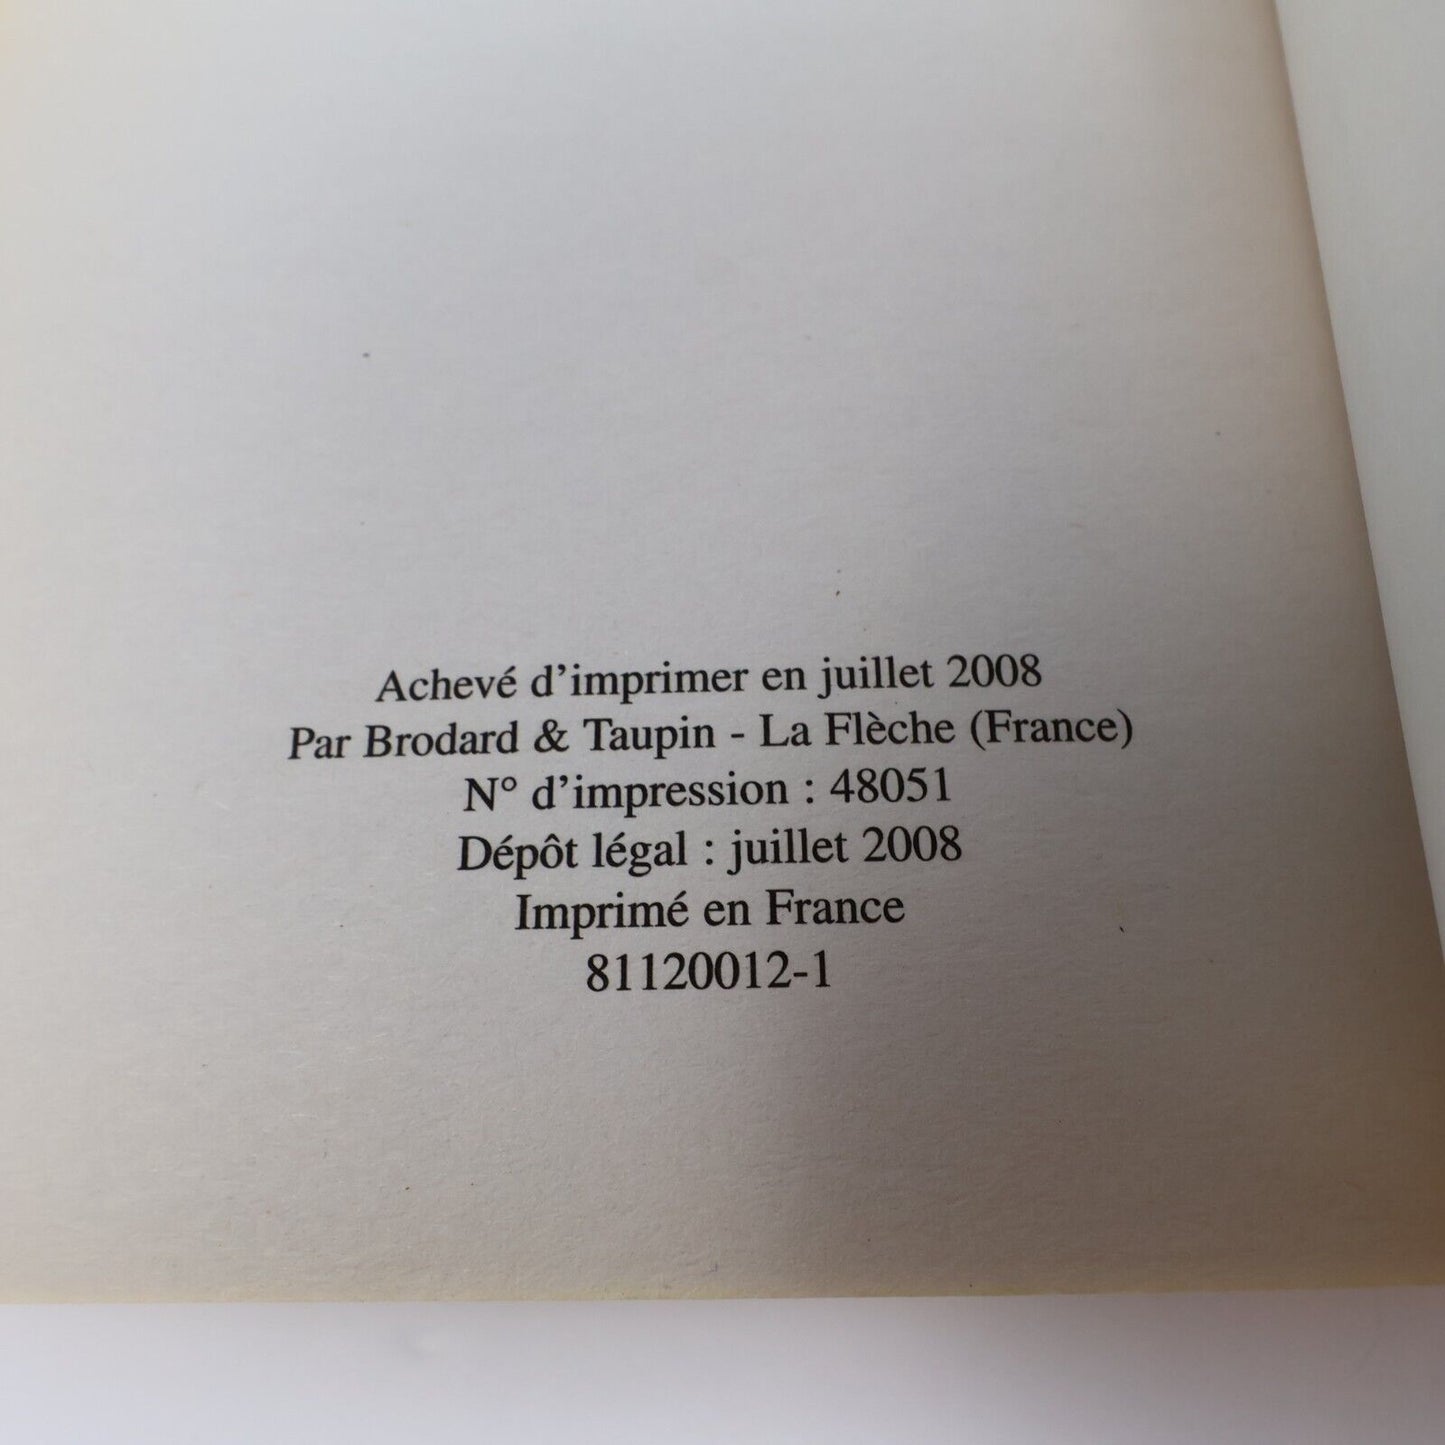 Achevé d'imprimer en juillet 2008
Par Brodard & Taupin - La Flèche (France)
N° d'impression : 48051
Dépôt légal : juillet 2008
Imprimé en France
81120012-1